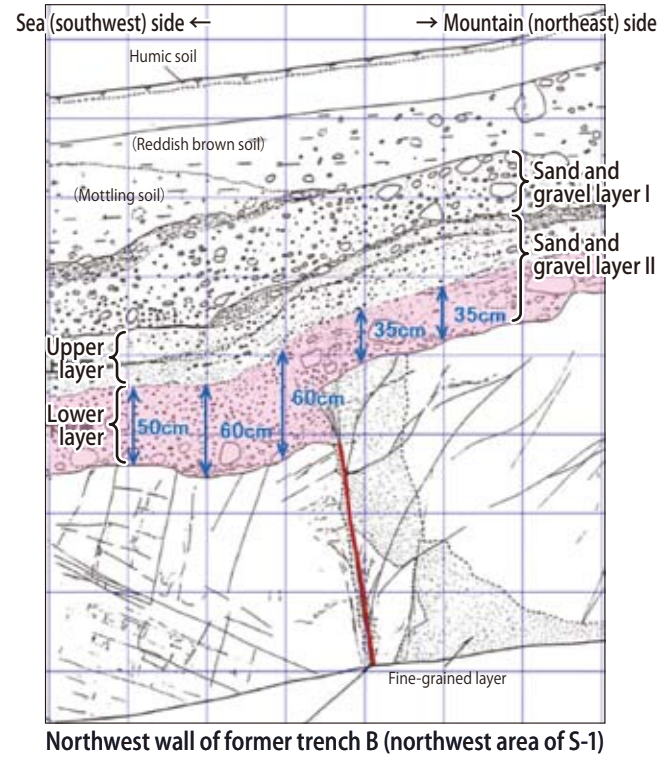 Sea (southwest) side ←
→ Mountain (northeast) side
Humic soil
(Reddish brown soil)
(Mottling soil)
Sand and
gravel layer I
Sand and
gravel layer II
35cm
35cm
Upper
layer
Lower
layer
60cm
50cm
60cm
Fine-grained layer
Northwest wall of former trench B (northwest area of S-1)